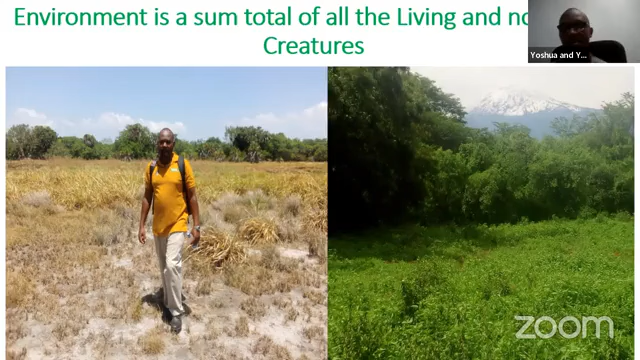 Environment is a sum total of all the Living and no
Creatures
Yoshua and Y...
zoom